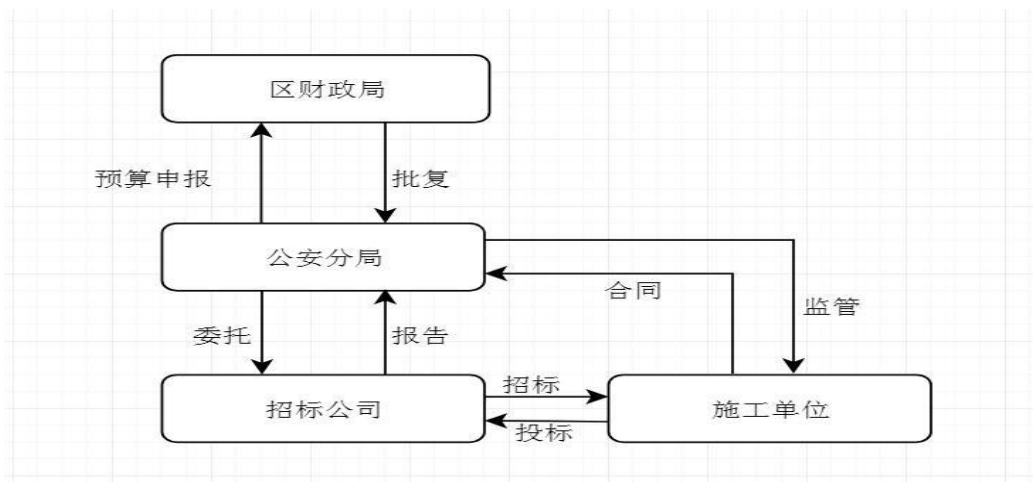 区财政局
预算申报
批复
公安分局
合同
监管
委托
报告
招标公司
招标
投标
施工单位